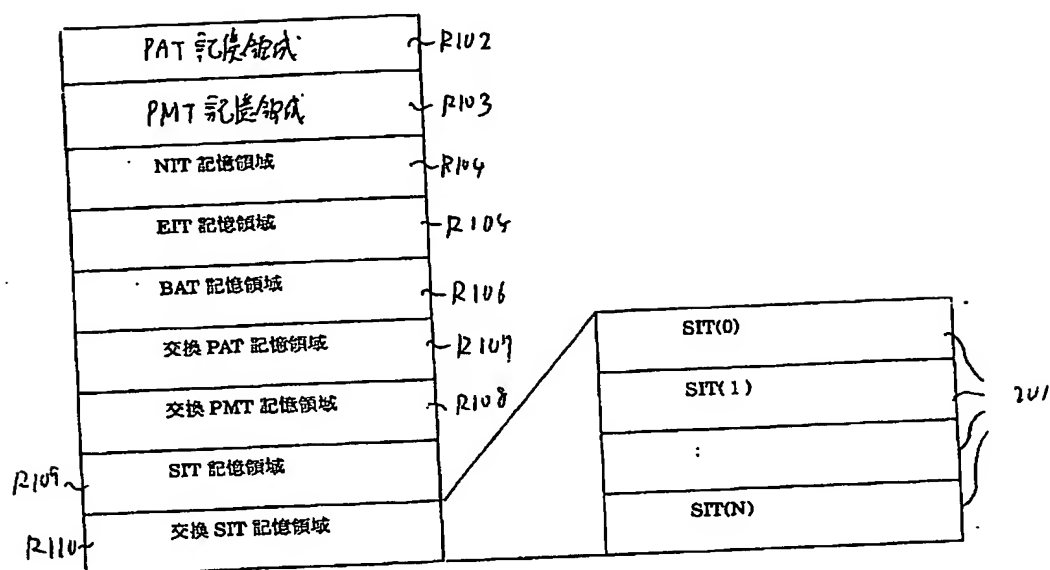 PAT 記憶領域
R102
PMT 記憶領域
R103
NIT 記憶領域
R104
EIT 記憶領域
R104
BAT 記憶領域
R106
交換 PAT 記憶領域
R107
交換 PMT 記憶領域
R108
SIT 記憶領域
R109
交換 SIT 記憶領域
R110
SIT(0)
SIT(1)
:
SIT(N)
201